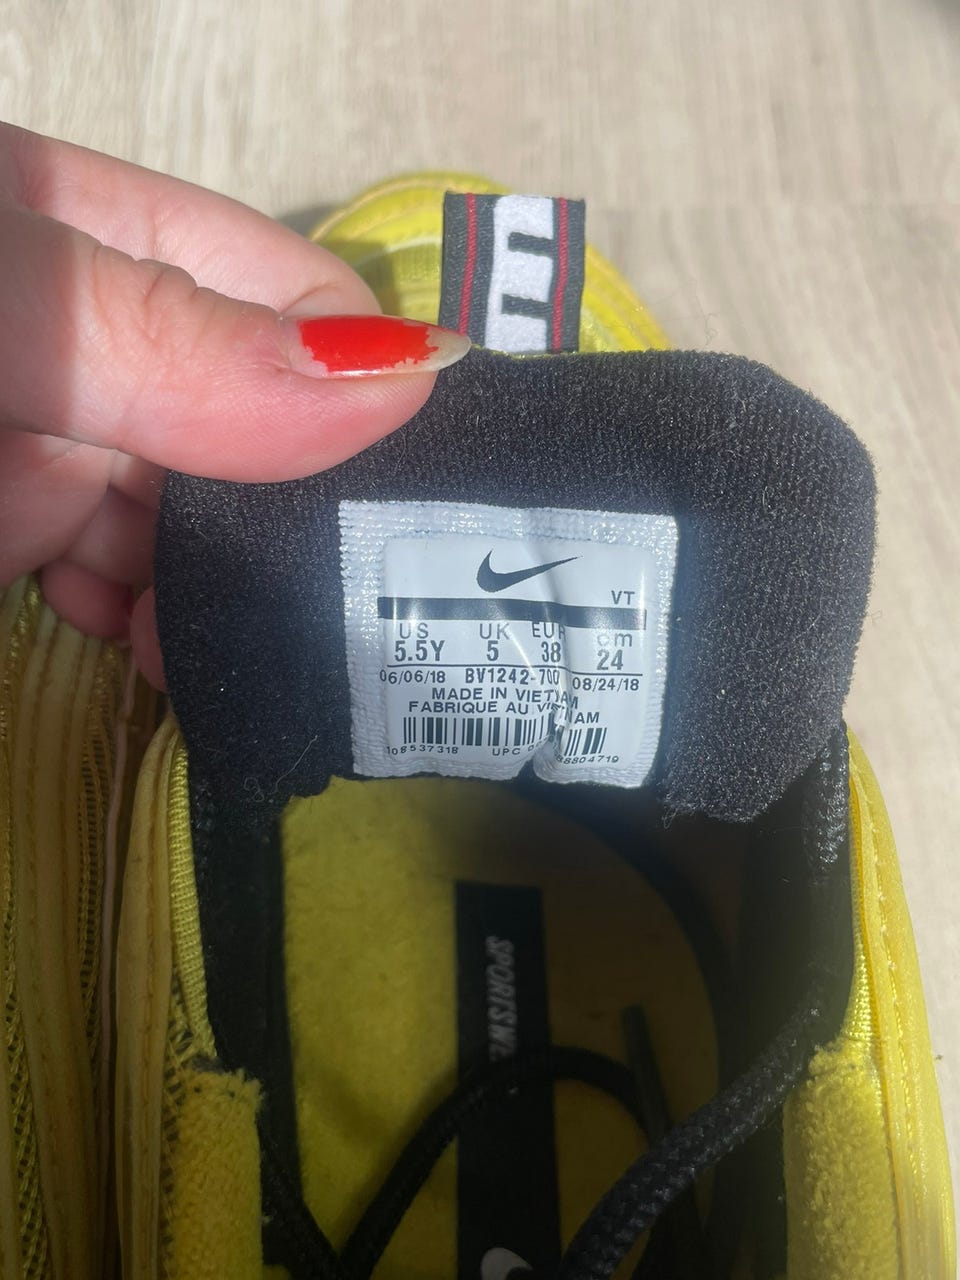 VT
US UK EUR cm
5.5Y 5 38 24
06/06/18 BV1242-700 08/24/18
MADE IN VIETNAM
FABRIQUE AU VIETNAM
UPC
SPORTSWE